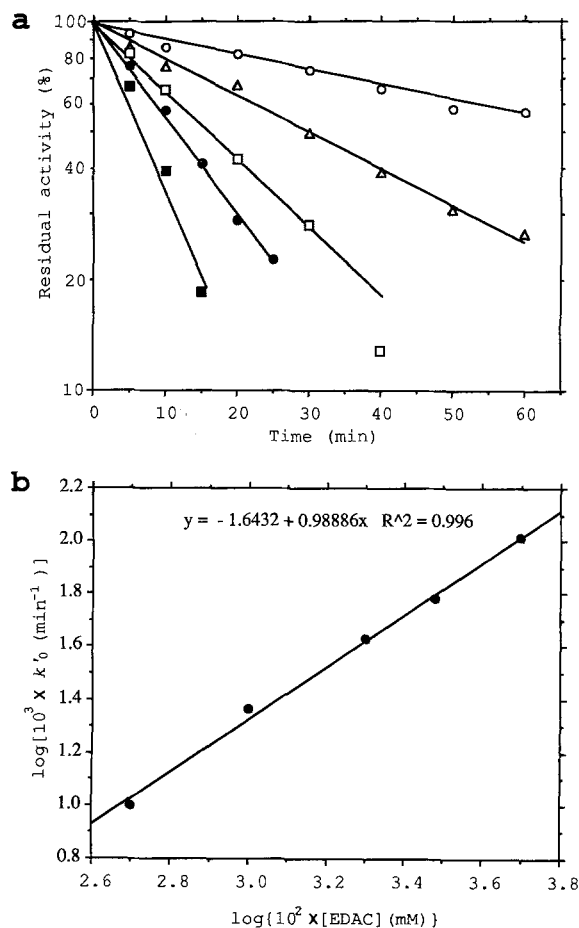 a
Residual activity (%)
100
80
60
40
20
10
0 10 20 30 40 50 60
Time (min)
b
y = - 1.6432 + 0.98886x R^2 = 0.996
log[10³ X k'₀ (min⁻¹)]
2.2
2.0
1.8
1.6
1.4
1.2
1.0
0.8
2.6 2.8 3.0 3.2 3.4 3.6 3.8
log{10² X[EDAC](mM)}